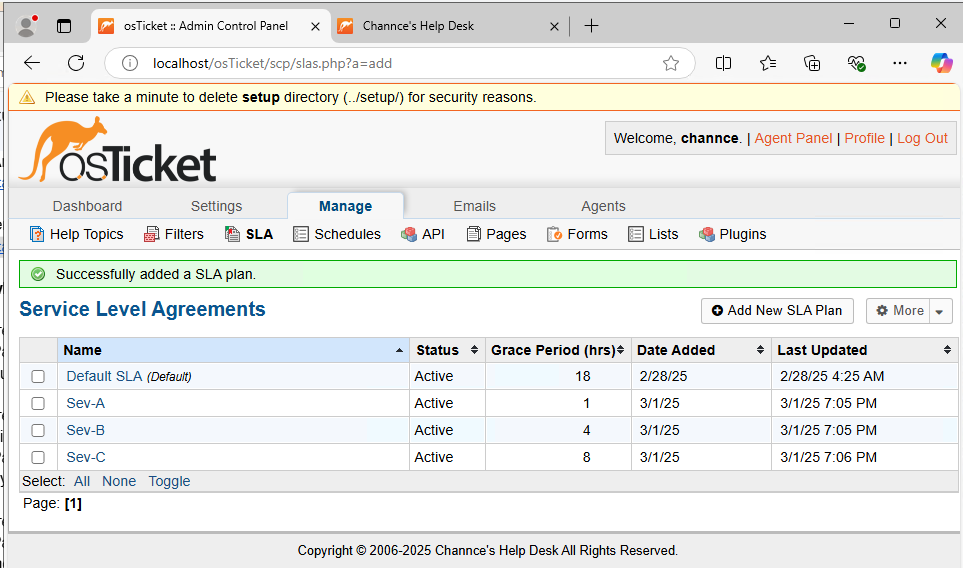 osTicket :: Admin Control Panel
Channce's Help Desk
localhost/osTicket/scp/slas.php?a=add
Please take a minute to delete setup directory (../setup/) for security reasons.
osTicket
Welcome, channce. | Agent Panel | Profile | Log Out
Dashboard Settings Manage Emails Agents
Help Topics Filters SLA Schedules API Pages Forms Lists Plugins
Successfully added a SLA plan.
Service Level Agreements
Add New SLA Plan More
Name Status Grace Period (hrs) Date Added Last Updated
Default SLA (Default) Active 18 2/28/25 2/28/25 4:25 AM
Sev-A Active 1 3/1/25 3/1/25 7:05 PM
Sev-B Active 4 3/1/25 3/1/25 7:05 PM
Sev-C Active 8 3/1/25 3/1/25 7:06 PM
Select: All None Toggle
Page: [1]
Copyright © 2006-2025 Channce's Help Desk All Rights Reserved.